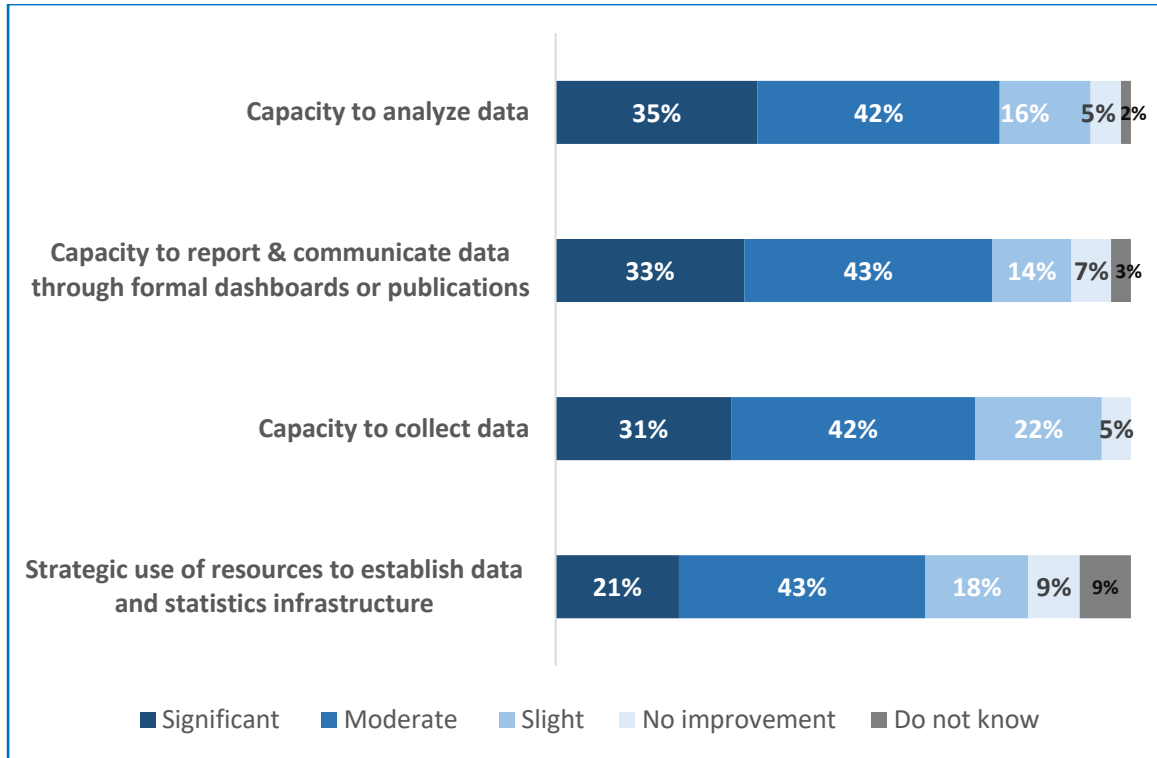 Capacity to analyze data
35% 42% 16% 5% 2%
Capacity to report & communicate data
through formal dashboards or publications
33% 43% 14% 7% 3%
Capacity to collect data
31% 42% 22% 5%
Strategic use of resources to establish data
and statistics infrastructure
21% 43% 18% 9% 9%
Significant Moderate Slight No improvement Do not know